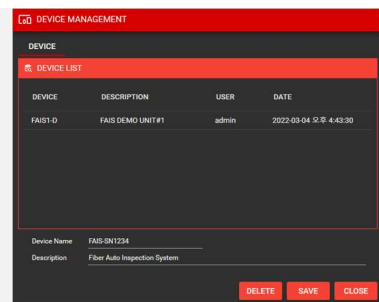 DEVICE MANAGEMENT
DEVICE
DEVICE LIST
DEVICE DESCRIPTION USER DATE
FAIS1-D FAIS DEMO UNIT#1 admin 2022-03-04 오후 4:43:30
Device Name FAIS-SN1234
Description Fiber Auto Inspection System
DELETE SAVE CLOSE